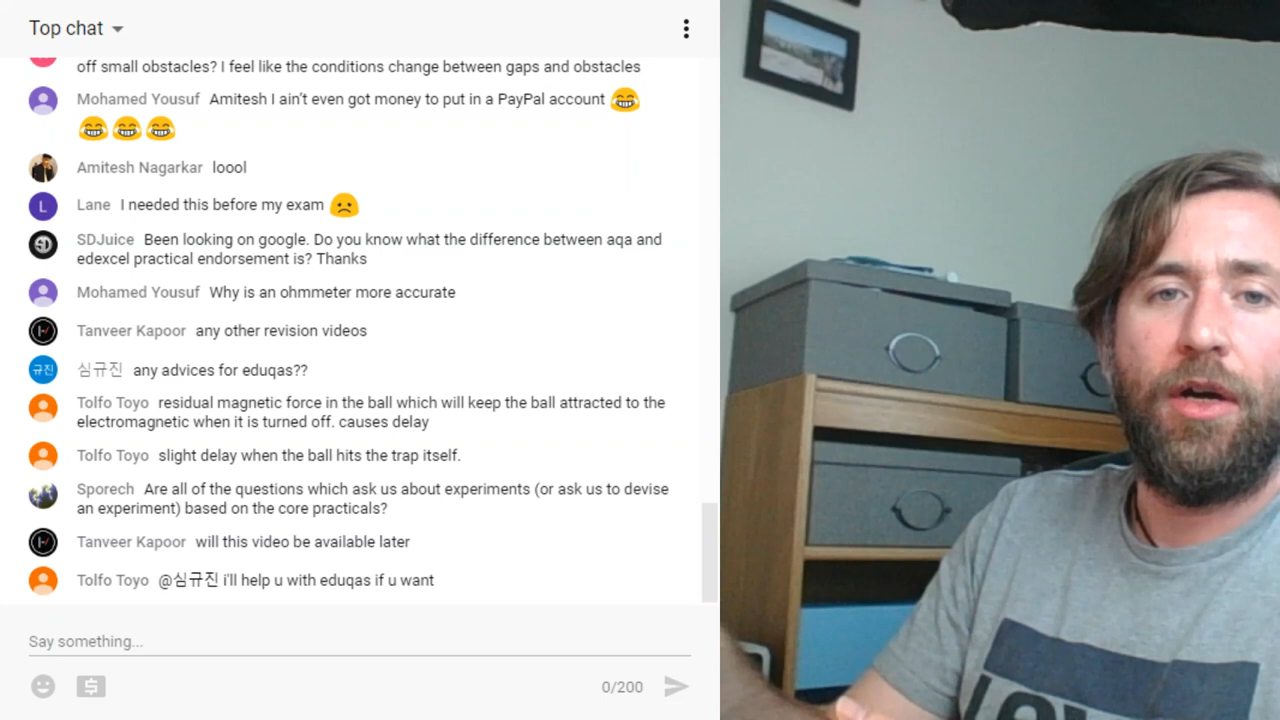 Top chat
off small obstacles? I feel like the conditions change between gaps and obstacles
Mohamed Yousuf Amitesh I ain't even got money to put in a PayPal account 😂
😂😂😂
Amitesh Nagarkar loool
L Lane I needed this before my exam 🙁
SD SDJuice Been looking on google. Do you know what the difference between aqa and
edexcel practical endorsement is? Thanks
Mohamed Yousuf Why is an ohmmeter more accurate
Tanveer Kapoor any other revision videos
규진 심규진 any advices for eduqas??
Tolfo Toyo residual magnetic force in the ball which will keep the ball attracted to the
electromagnetic when it is turned off. causes delay
Tolfo Toyo slight delay when the ball hits the trap itself.
Sporech Are all of the questions which ask us about experiments (or ask us to devise
an experiment) based on the core practicals?
Tanveer Kapoor will this video be available later
Tolfo Toyo @심규진 i'll help u with eduqas if u want
Say something...
0/200